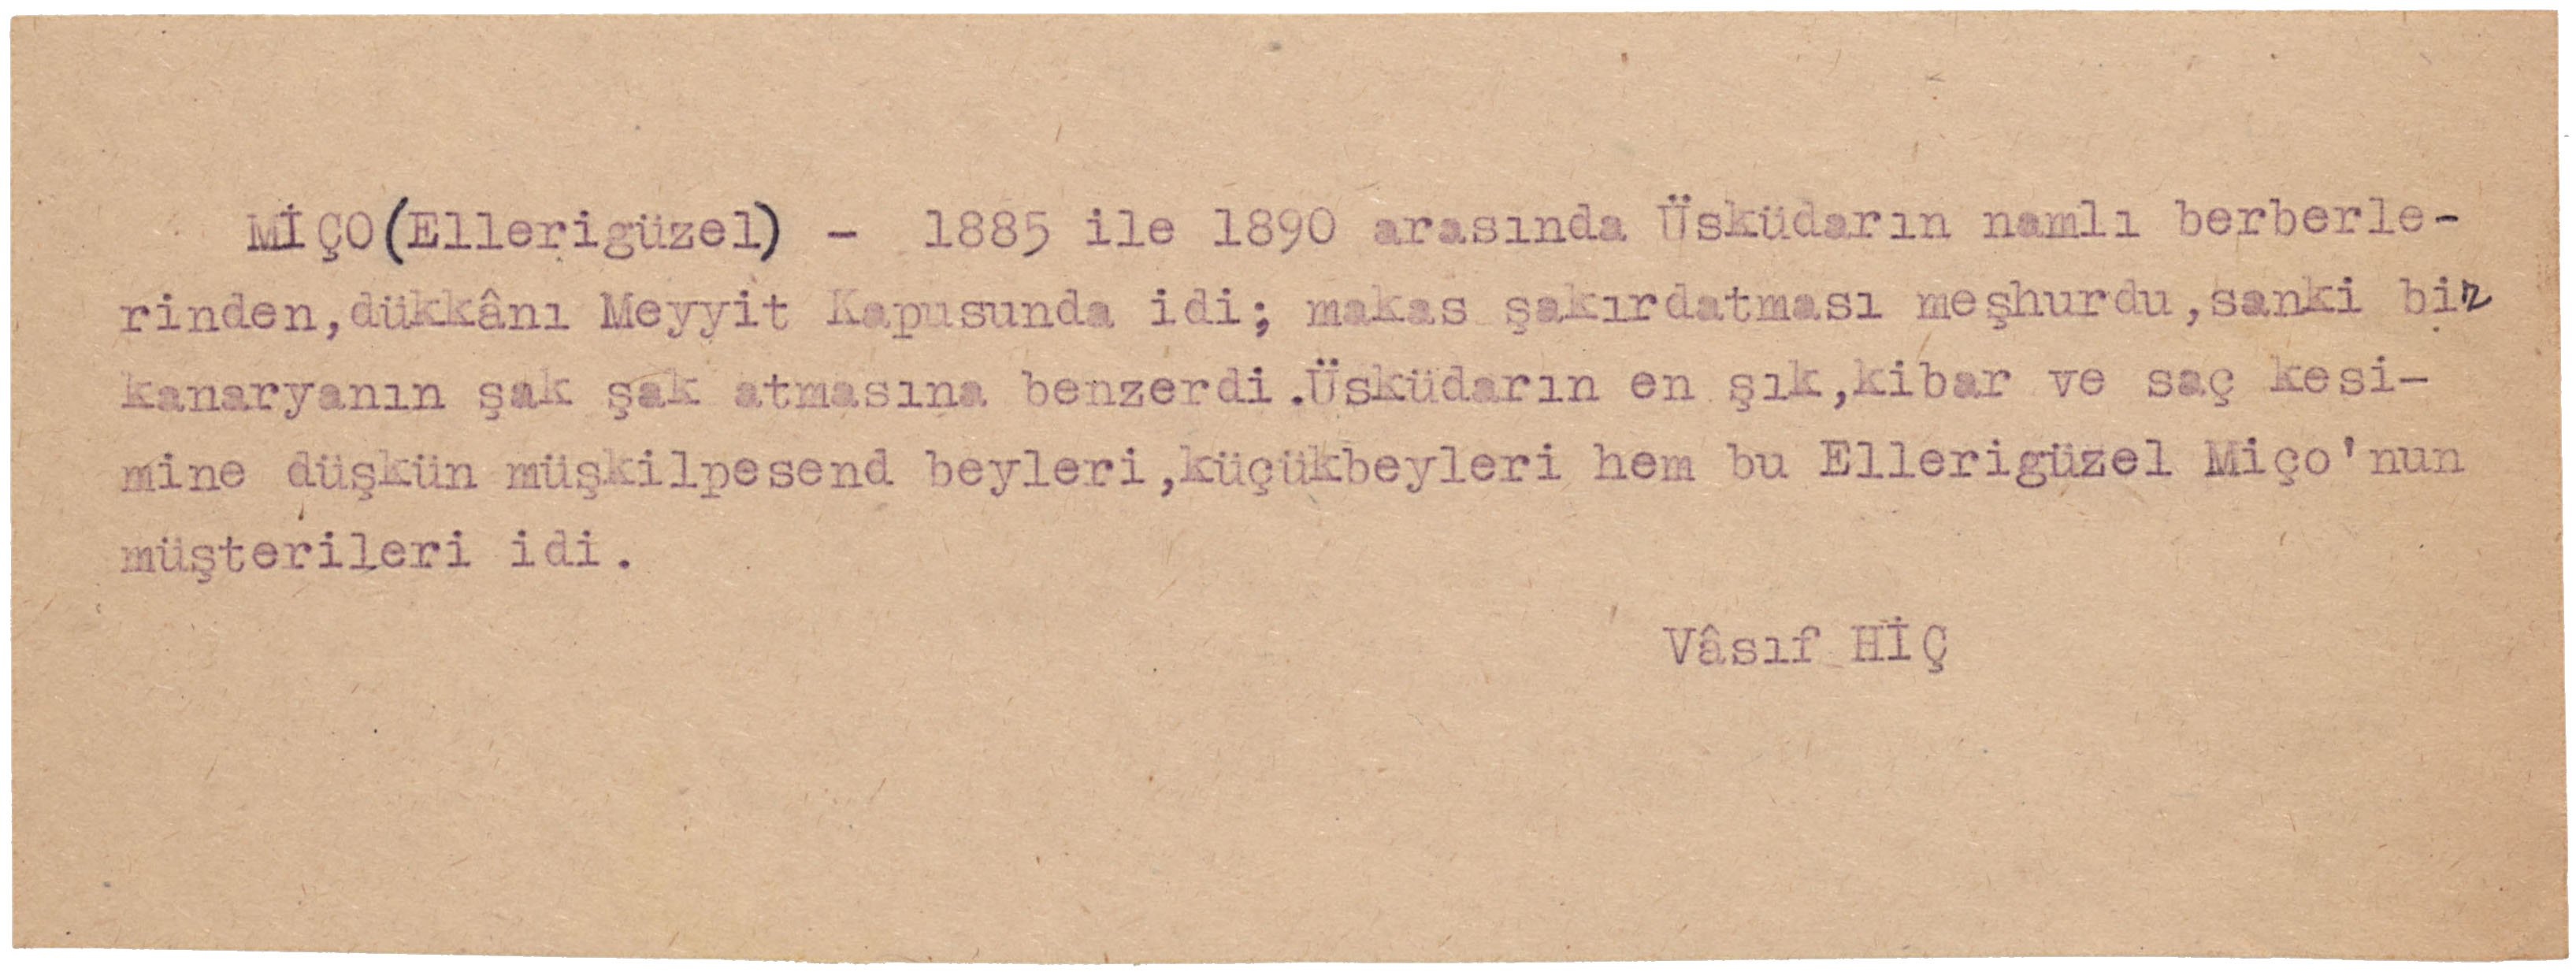 MİÇO(Ellerigüzel) - 1885 ile 1890 arasında Üsküdarın namlı berberle-
rinden,dükkânı Meyyit Kapusunda idi; makas şakırdatması meşhurdu,sanki bir
kanaryanın şak şak atmasına benzerdi.Üsküdarın en şık,kibar ve saç kesi-
mine düşkün müşkilpesend beyleri,küçükbeyleri hem bu Ellerigüzel Miço'nun
müşterileri idi.
Vâsıf HİÇ